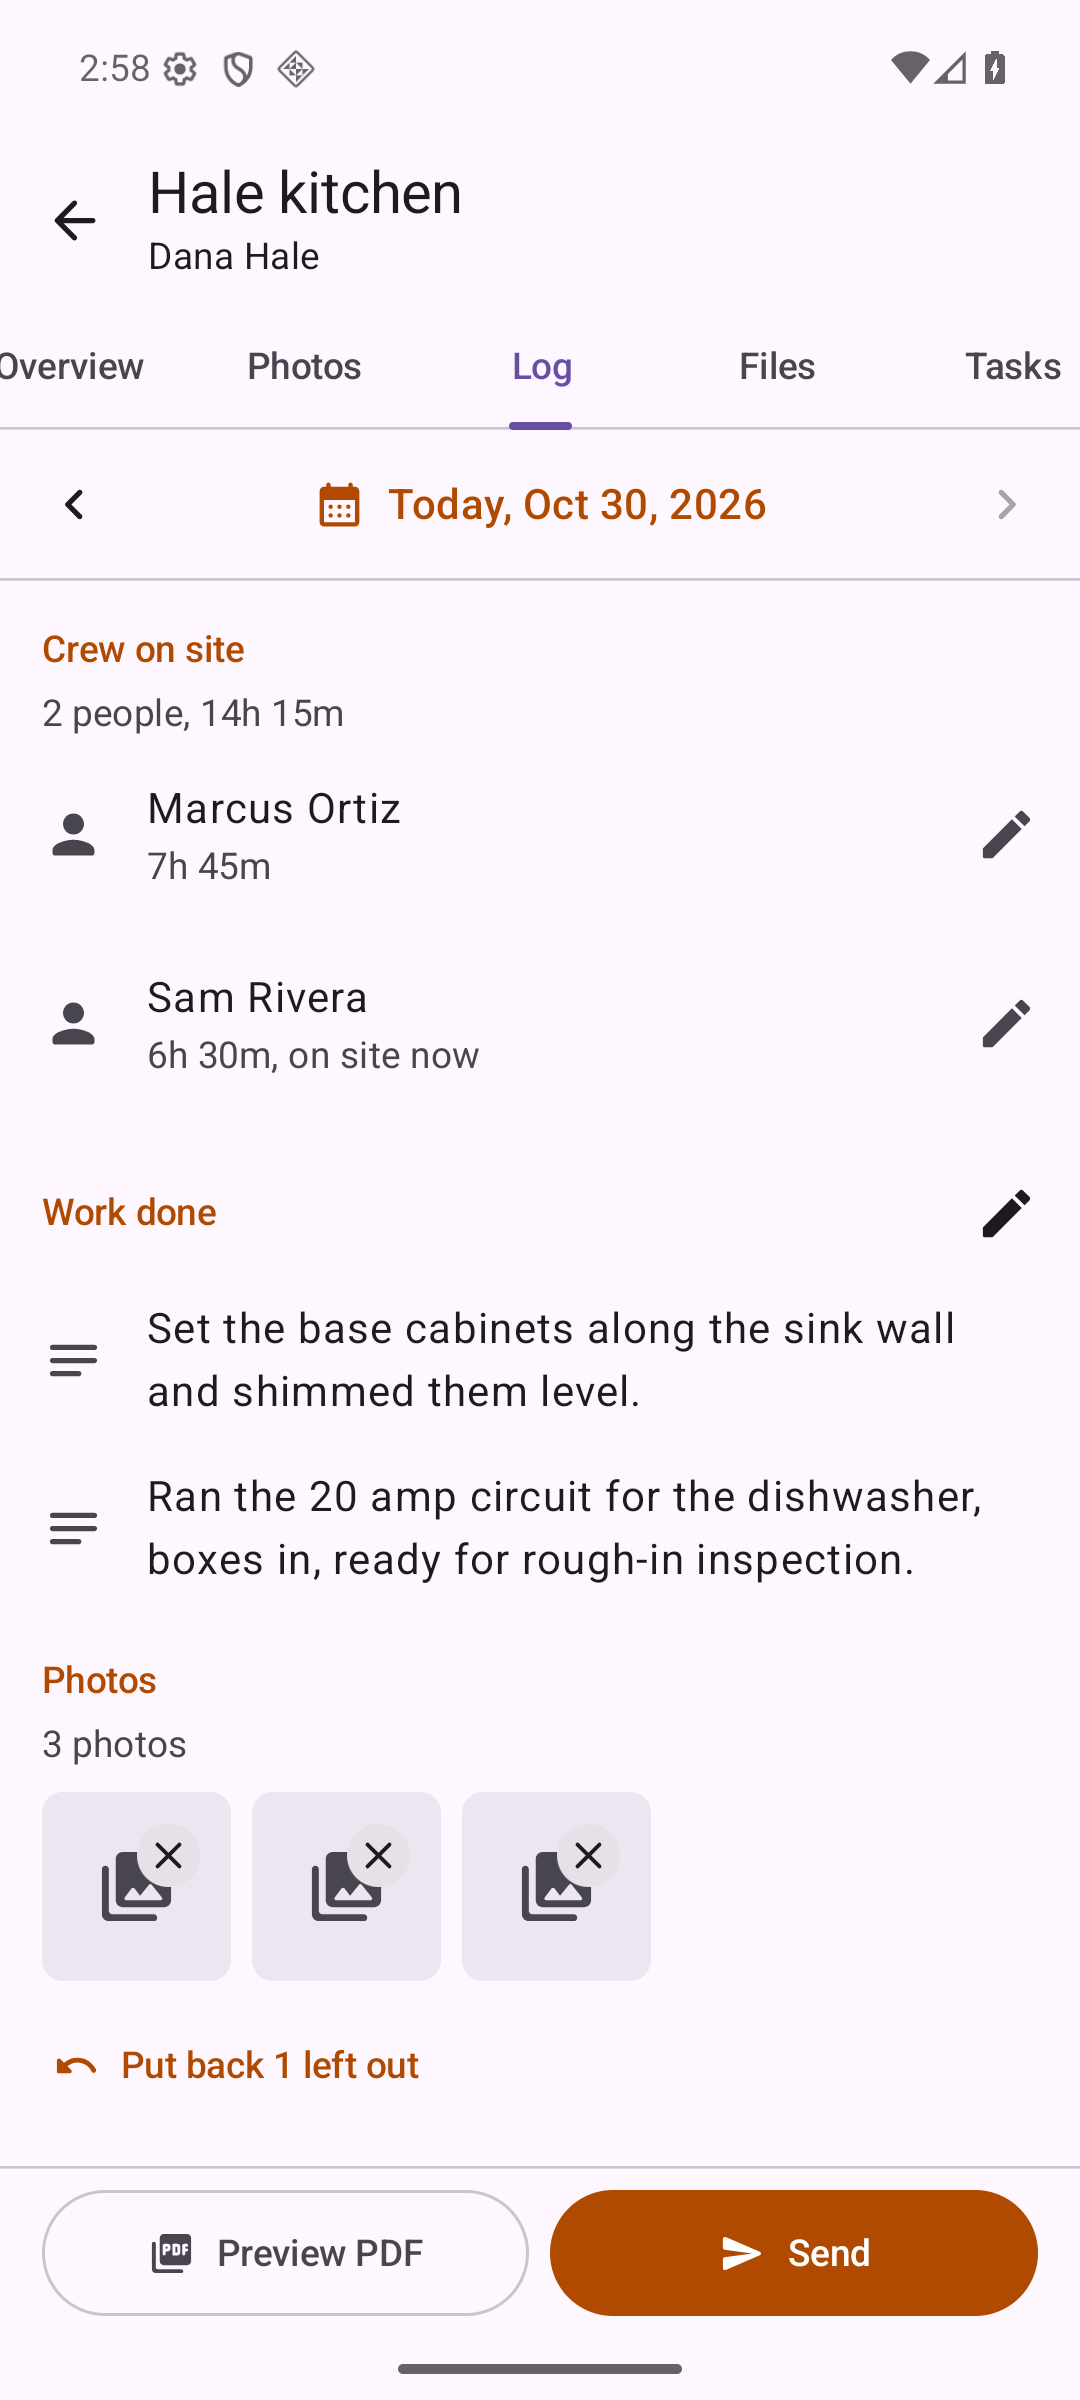 2:58
Hale kitchen
Dana Hale
Overview Photos Log Files Tasks
Today, Oct 30, 2026
Crew on site
2 people, 14h 15m
Marcus Ortiz
7h 45m
Sam Rivera
6h 30m, on site now
Work done
Set the base cabinets along the sink wall
and shimmed them level.
Ran the 20 amp circuit for the dishwasher,
boxes in, ready for rough-in inspection.
Photos
3 photos
Put back 1 left out
PDF Preview PDF Send